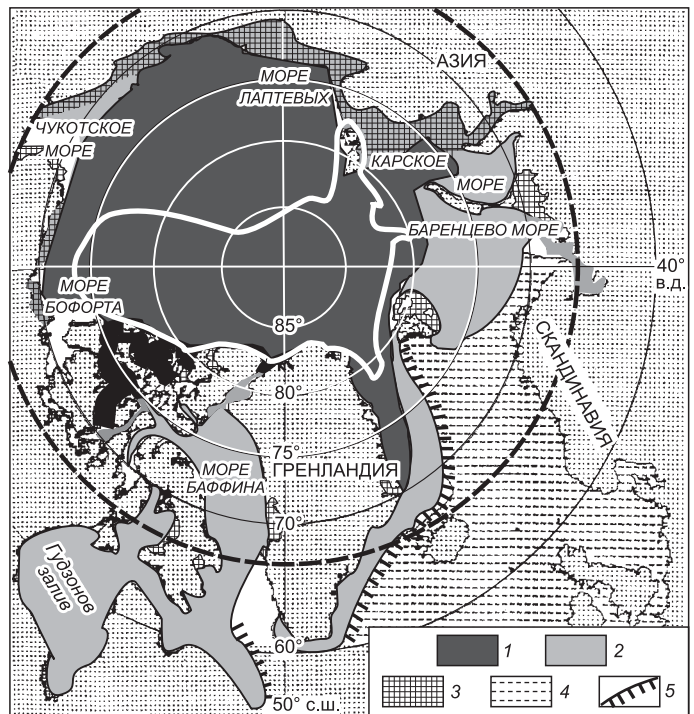 АЗИЯ
МОРЕ
ЛАПТЕВЫХ
ЧУКОТСКОЕ
МОРЕ
КАРСКОЕ
МОРЕ
БАРЕНЦЕВО МОРЕ
40°
в.д.
МОРЕ
БОФОРТА
85°
СКАНДИНАВИЯ
80°
75°
МОРЕ
БАФФИНА
ГРЕНЛАНДИЯ
70°
Гудзонов
залив
60°
50° с.ш.
1
2
3
4
5